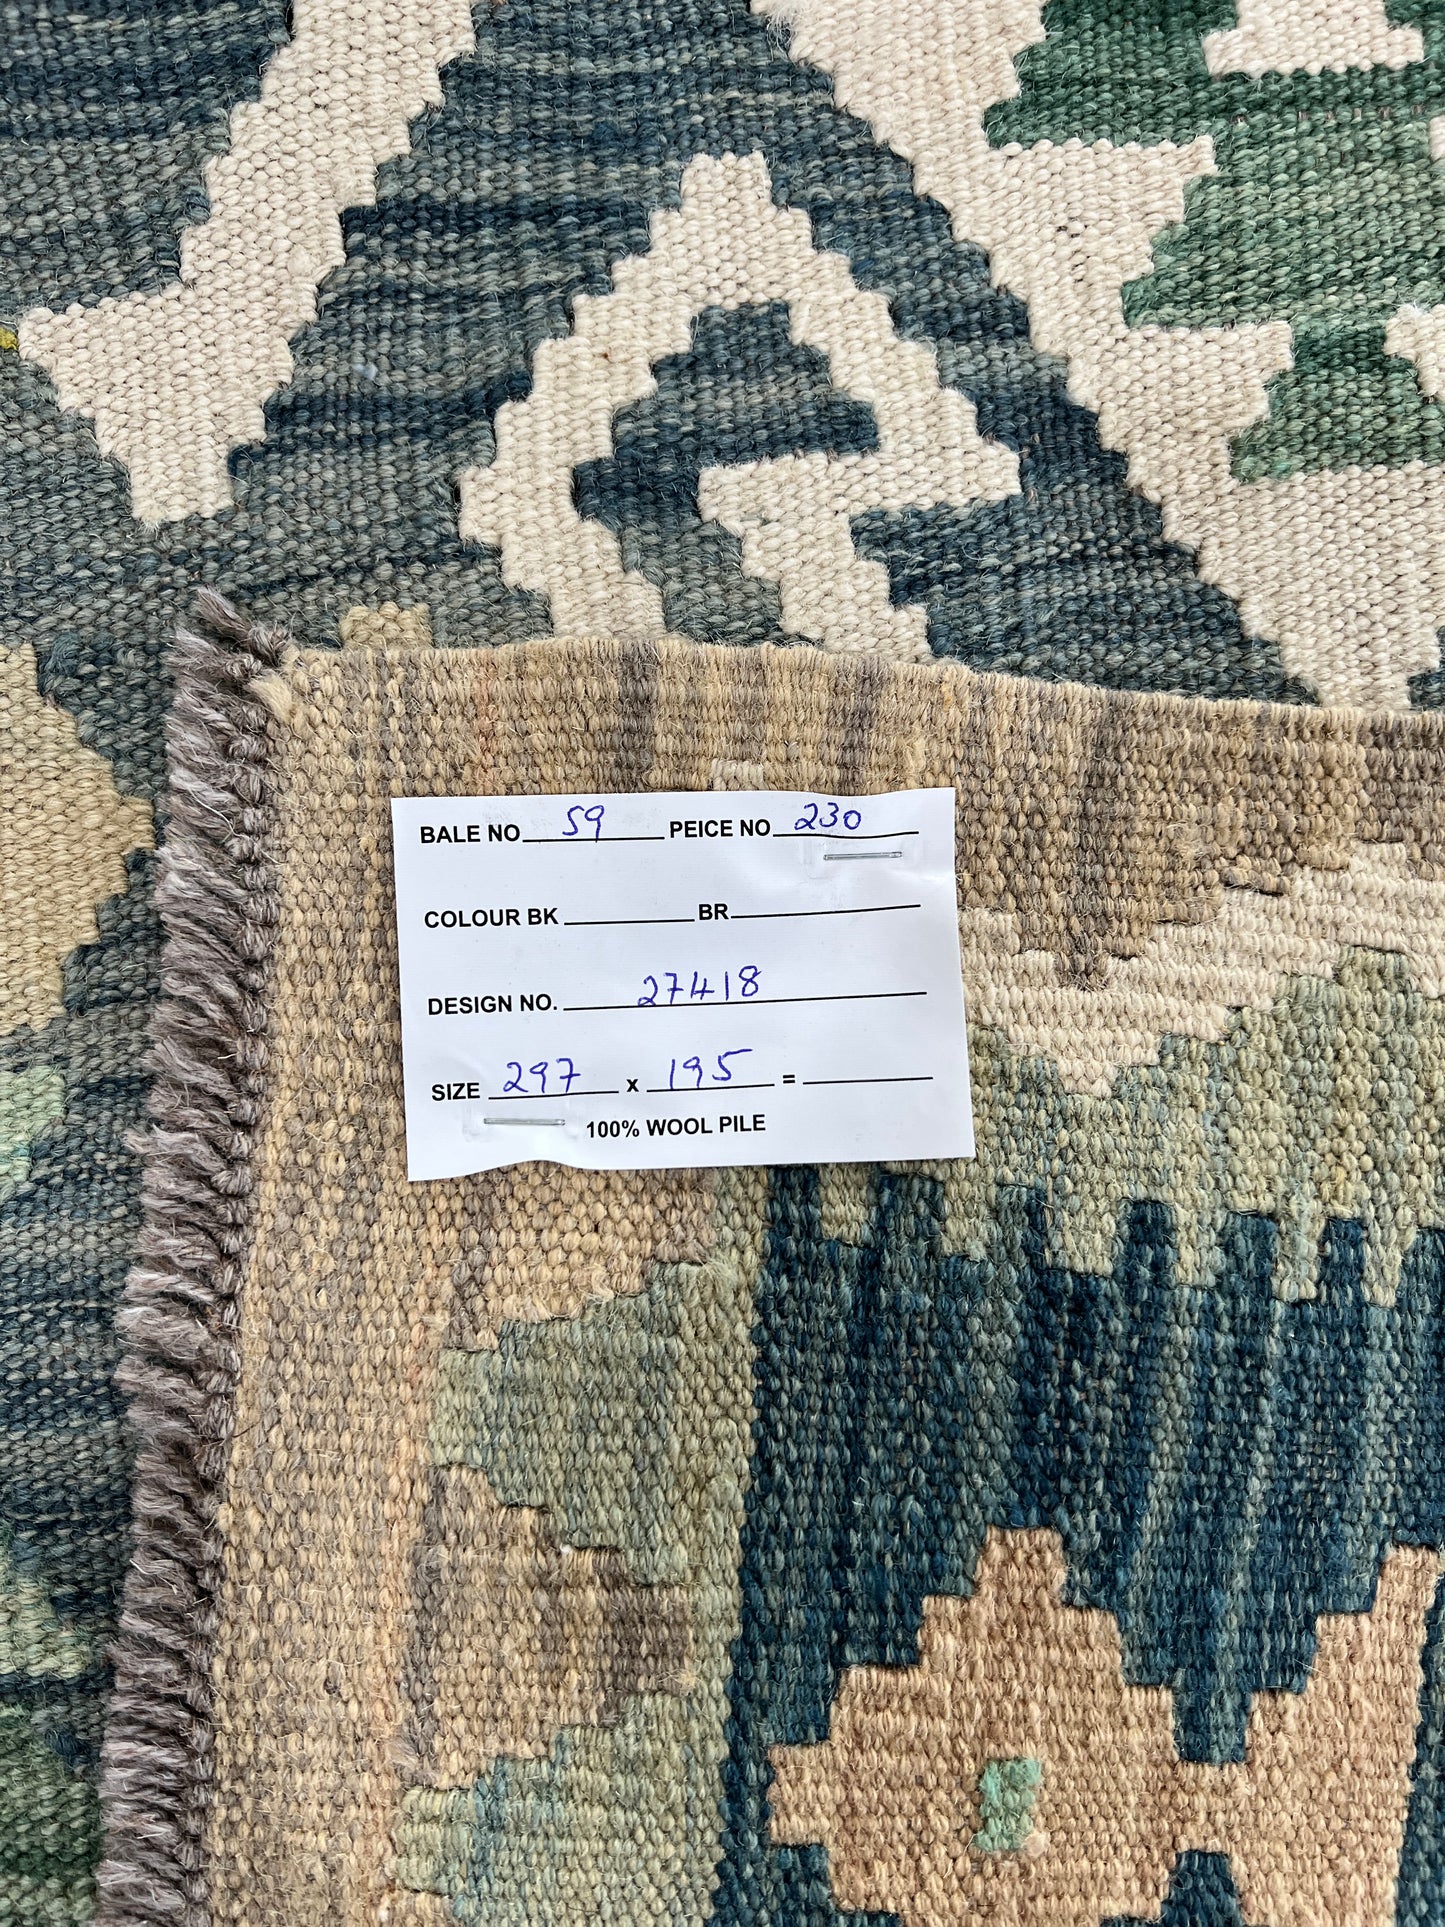 BALE NO 59 PEICE NO 230
COLOUR BK BR
DESIGN NO. 27418
SIZE 297 x 195 =
100% WOOL PILE